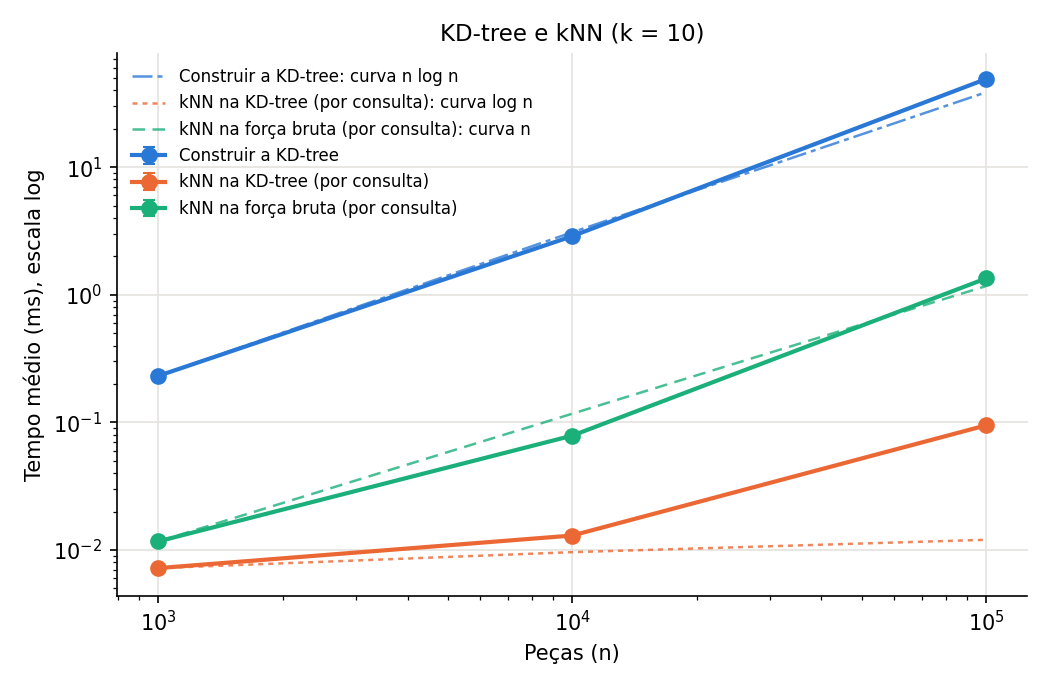 KD-tree e kNN (k = 10)
Construir a KD-tree: curva n log n
kNN na KD-tree (por consulta): curva log n
kNN na força bruta (por consulta): curva n
Construir a KD-tree
kNN na KD-tree (por consulta)
kNN na força bruta (por consulta)
Tempo médio (ms), escala log
10¹
10⁰
10⁻¹
10⁻²
10³ 10⁴ 10⁵
Peças (n)